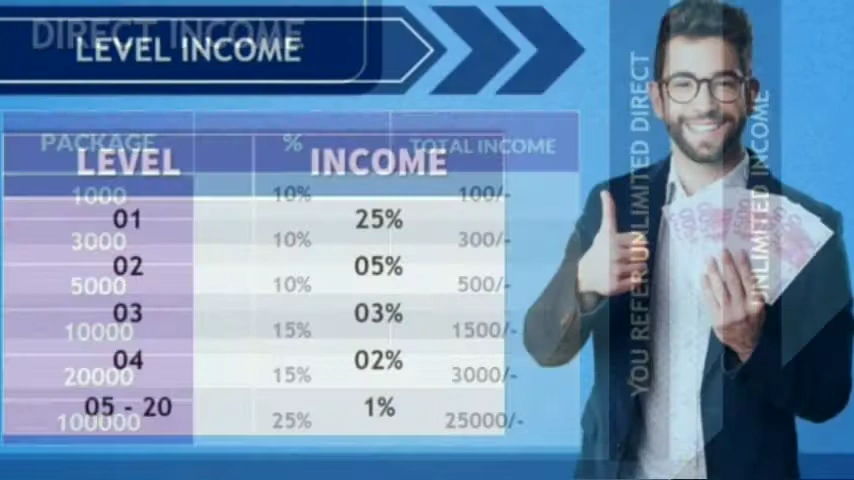 DIRECT INCOME
LEVEL INCOME
PACKAGE % TOTAL INCOME
LEVEL INCOME
1000 10% 100/-
01 25%
3000 10% 300/-
02 05%
5000 10% 500/-
03 03%
10000 15% 1500/-
04 02%
20000 15% 3000/-
05 - 20 1%
100000 25% 25000/-
YOU REFER UNLIMITED DIRECT
UNLIMITED INCOME